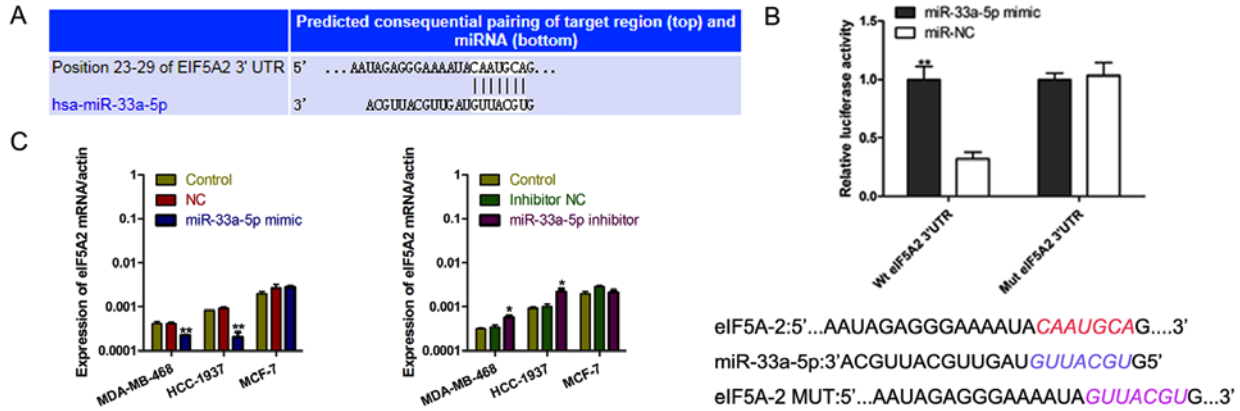 A
Predicted consequential pairing of target region (top) and
miRNA (bottom)
Position 23-29 of EIF5A2 3' UTR
5' ...AAUAGAGGGAAAAUACAAUGCAG...
hsa-miR-33a-5p
3' ACGUUACGUUGAUGUUACGUG
B
miR-33a-5p mimic
miR-NC
Relative luciferase activity
1.5
1.0
0.5
0.0
**
Wt eIF5A2 3'UTR
Mut eIF5A2 3'UTR
eIF5A-2:5'...AAUAGAGGGAAAAUACAAUGCAG....3'
miR-33a-5p:3'ACGUUACGUUGAUGUUACGUG5'
eIF5A-2 MUT:5'...AAUAGAGGGAAAAUAGUUACGUG...3'
C
Expression of eIF5A2 mRNA/actin
1
0.1
0.01
0.001
0.0001
Control
NC
miR-33a-5p mimic
**
**
MDA-MB-468
HCC-1937
MCF-7
Expression of eIF5A2 mRNA/actin
1
0.1
0.01
0.001
0.0001
Control
Inhibitor NC
miR-33a-5p inhibitor
*
*
MDA-MB-468
HCC-1937
MCF-7